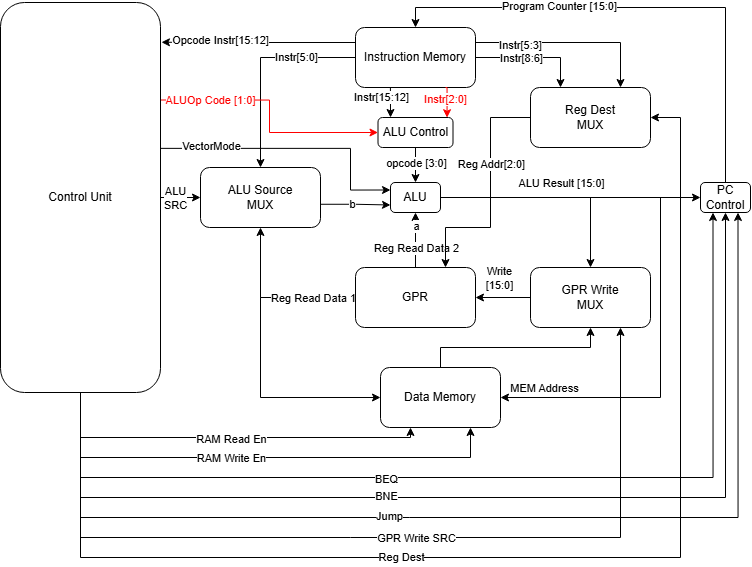 Program Counter [15:0]
Opcode Instr[15:12]
Instruction Memory
Instr[5:3]
Instr[8:6]
Instr[5:0]
ALUOp Code [1:0]
Instr[15:12]
Instr[2:0]
Reg Dest
MUX
ALU Control
VectorMode
opcode [3:0]
Reg Addr[2:0]
Control Unit
ALU
SRC
ALU Source
MUX
b
ALU
ALU Result [15:0]
PC
Control
a
Reg Read Data 2
Reg Read Data 1
GPR
Write
[15:0]
GPR Write
MUX
Data Memory
MEM Address
RAM Read En
RAM Write En
BEQ
BNE
Jump
GPR Write SRC
Reg Dest